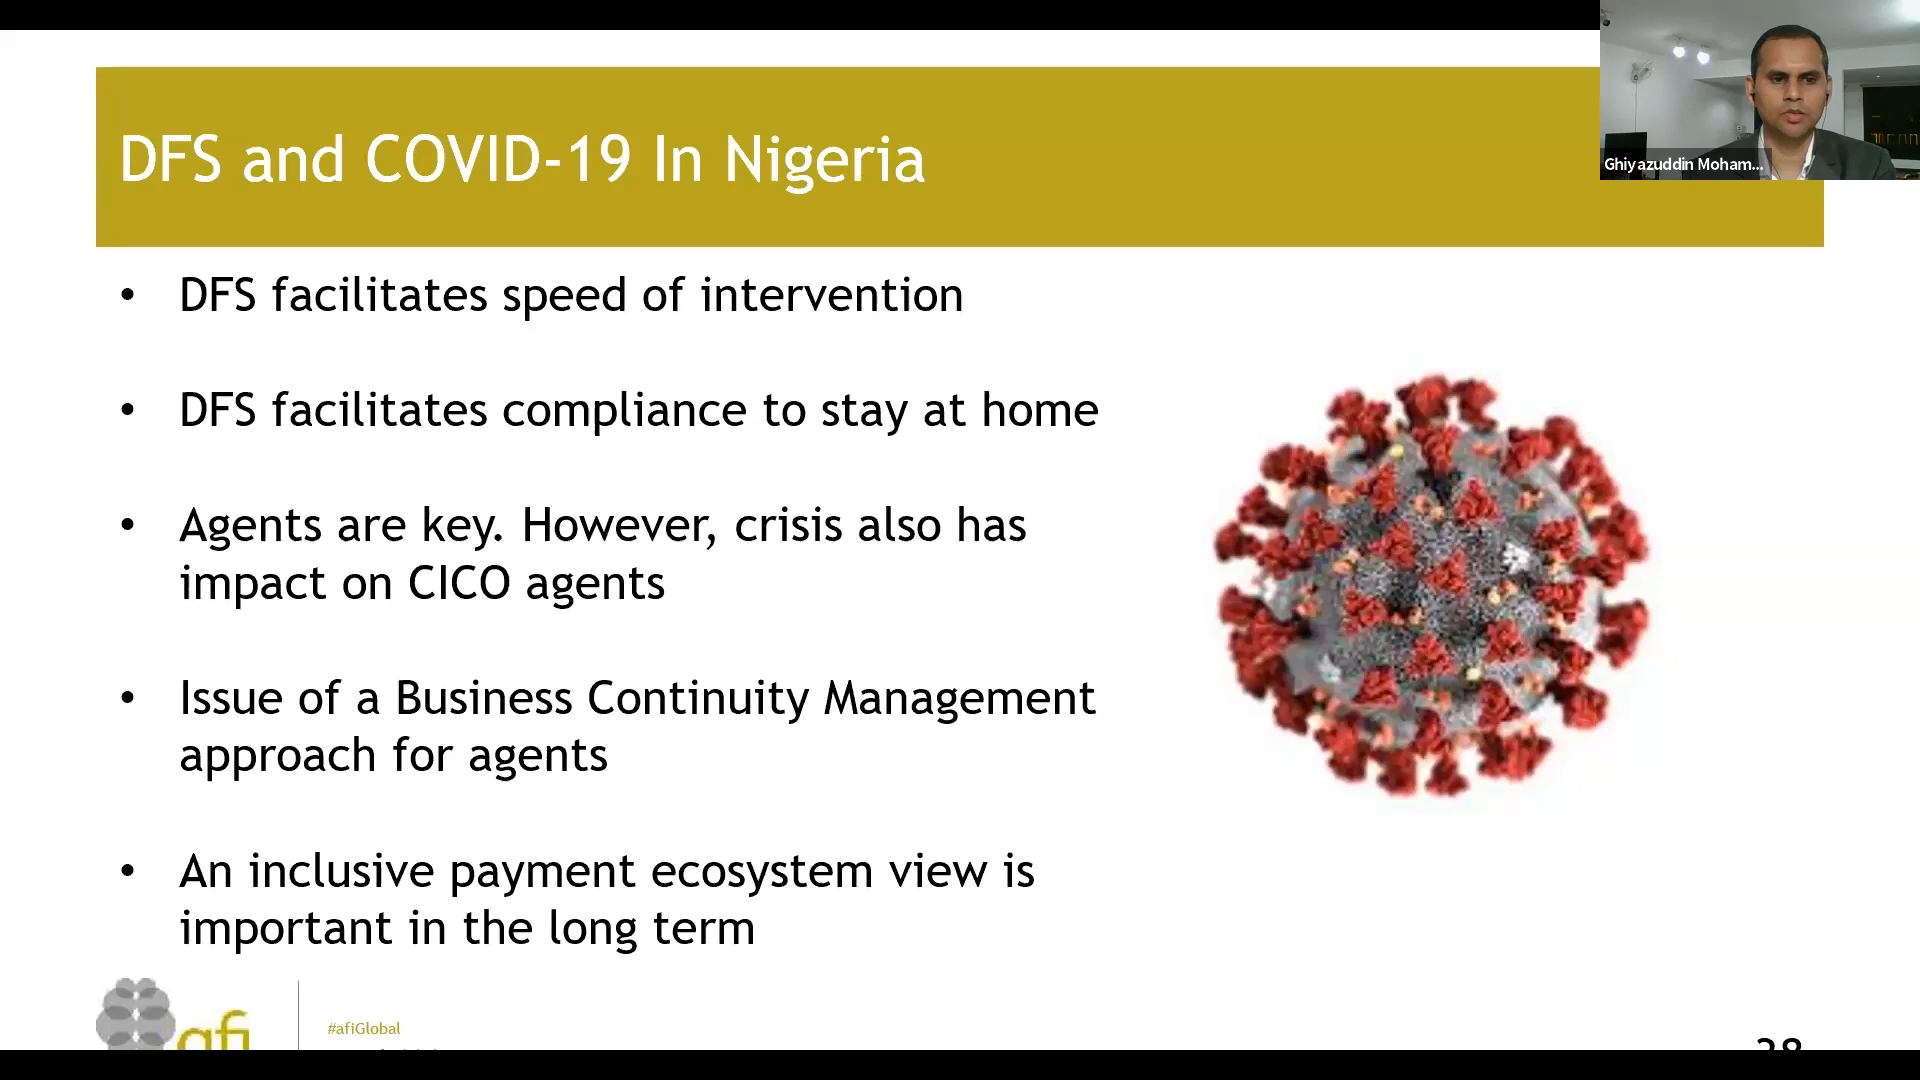 Ghiyazuddin Moham...
DFS and COVID-19 In Nigeria
• DFS facilitates speed of intervention
• DFS facilitates compliance to stay at home
• Agents are key. However, crisis also has
impact on CICO agents
• Issue of a Business Continuity Management
approach for agents
• An inclusive payment ecosystem view is
important in the long term
afi
#afiGlobal